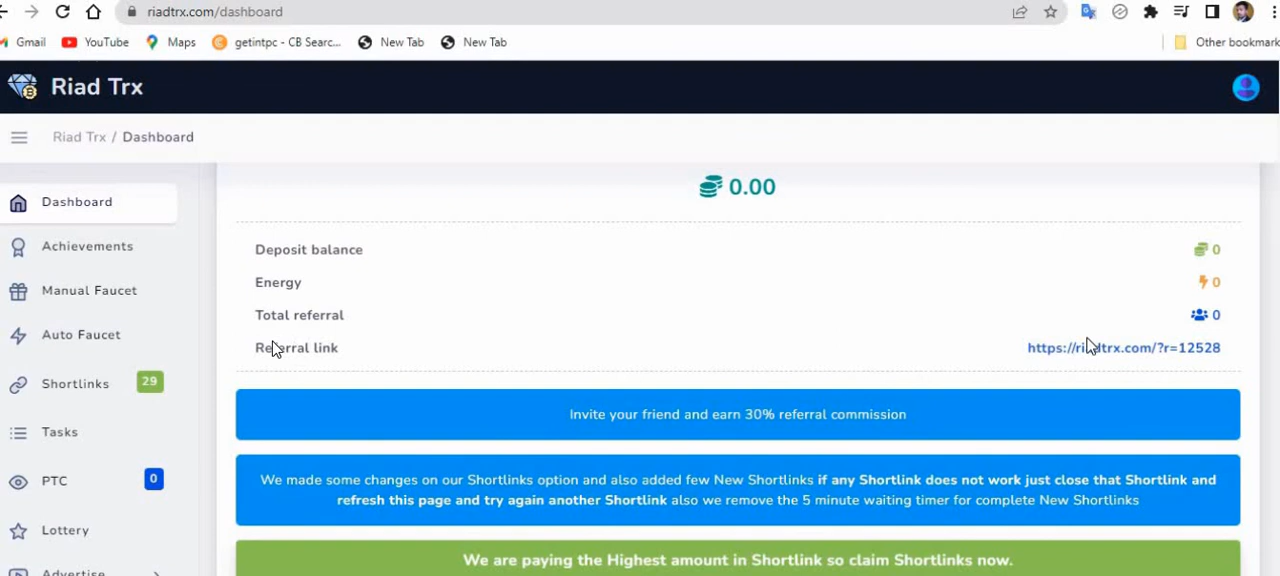 riadtrx.com/dashboard
Gmail YouTube Maps getintpc - CB Searc... New Tab New Tab Other bookmark
Riad Trx
Riad Trx / Dashboard
Dashboard
Achievements
Manual Faucet
Auto Faucet
Shortlinks 29
Tasks
PTC 0
Lottery
Advertise
0.00
Deposit balance 0
Energy 0
Total referral 0
Referral link https://riadtrx.com/?r=12528
Invite your friend and earn 30% referral commission
We made some changes on our Shortlinks option and also added few New Shortlinks if any Shortlink does not work just close that Shortlink and
refresh this page and try again another Shortlink also we remove the 5 minute waiting timer for complete New Shortlinks
We are paying the Highest amount in Shortlink so claim Shortlinks now.